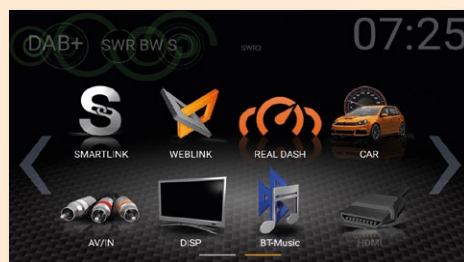 DAB+ SWR BW S SWR3 07:25
SMARTLINK WEBLINK REAL DASH CAR
AV/IN DISP BT-Music HDMI